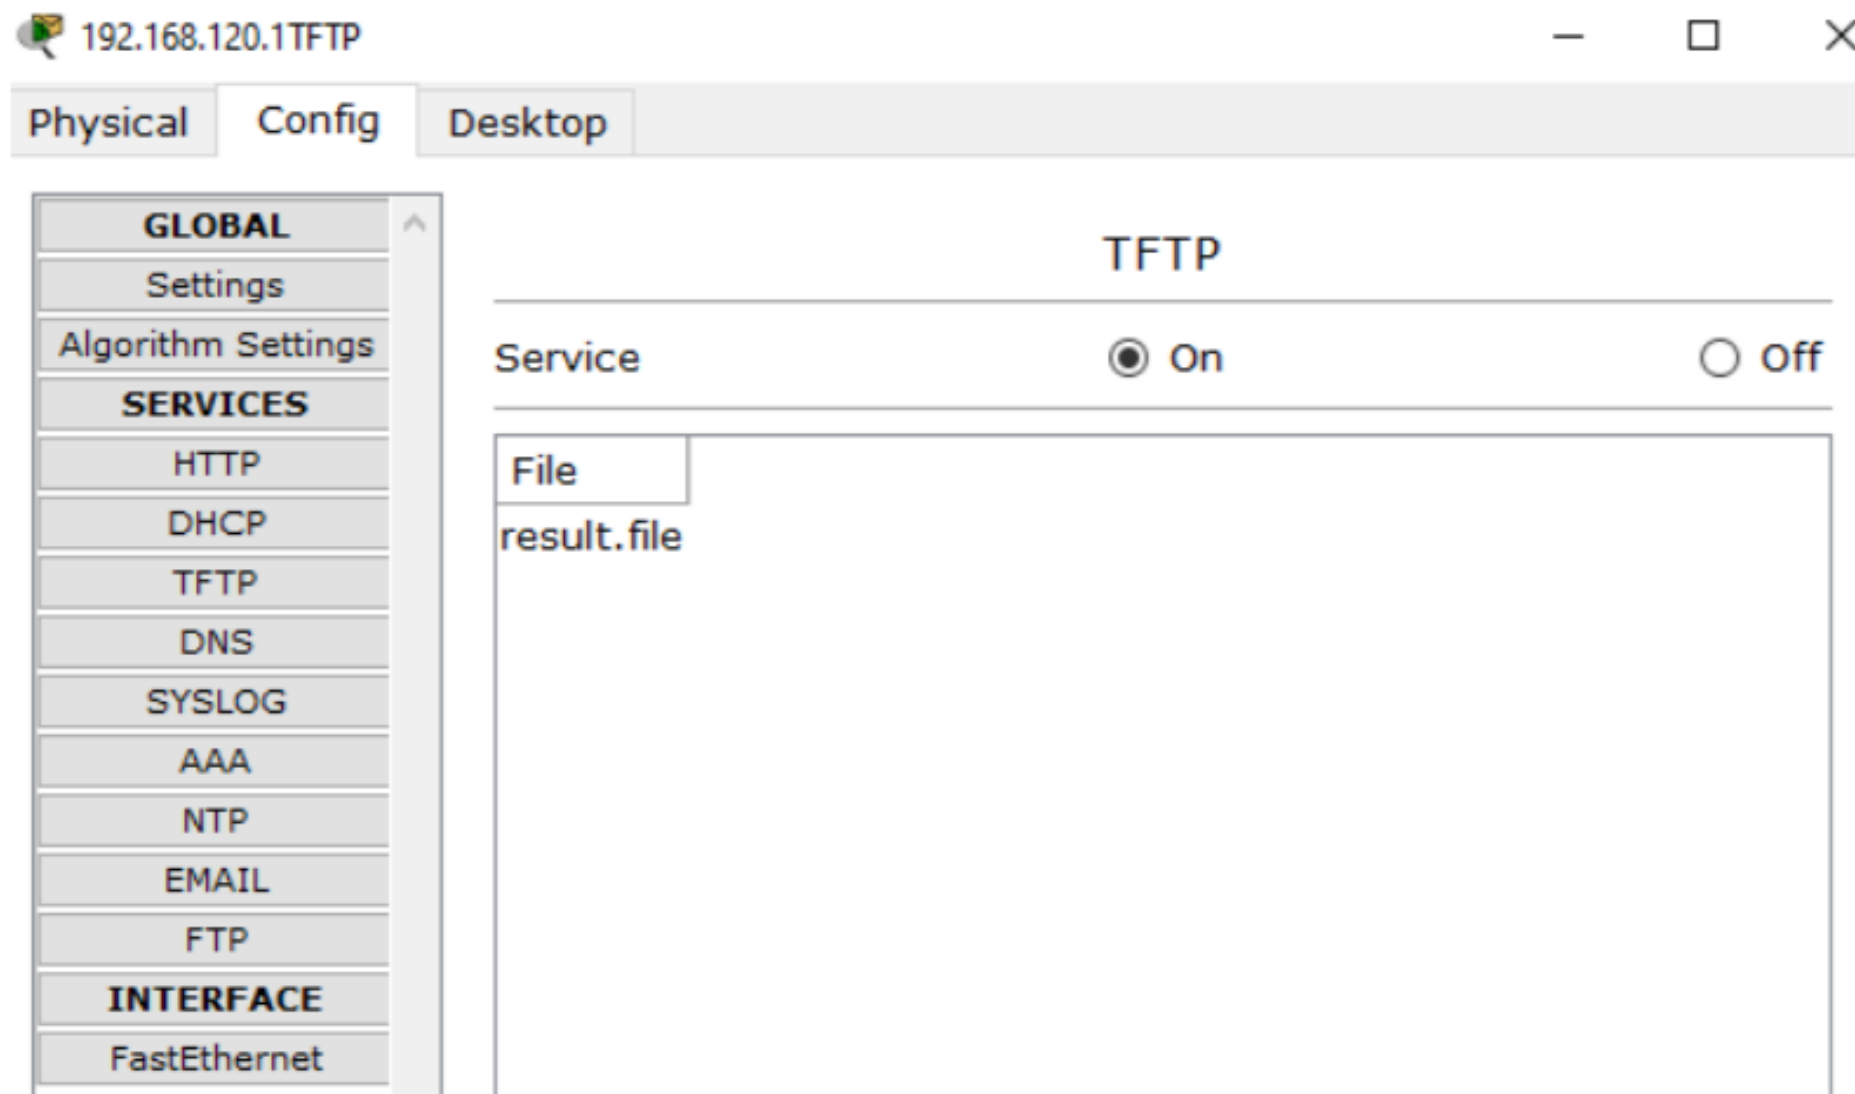 192.168.120.1TFTP
Physical Config Desktop
GLOBAL
Settings
Algorithm Settings
SERVICES
HTTP
DHCP
TFTP
DNS
SYSLOG
AAA
NTP
EMAIL
FTP
INTERFACE
FastEthernet
TFTP
Service On Off
File
result.file